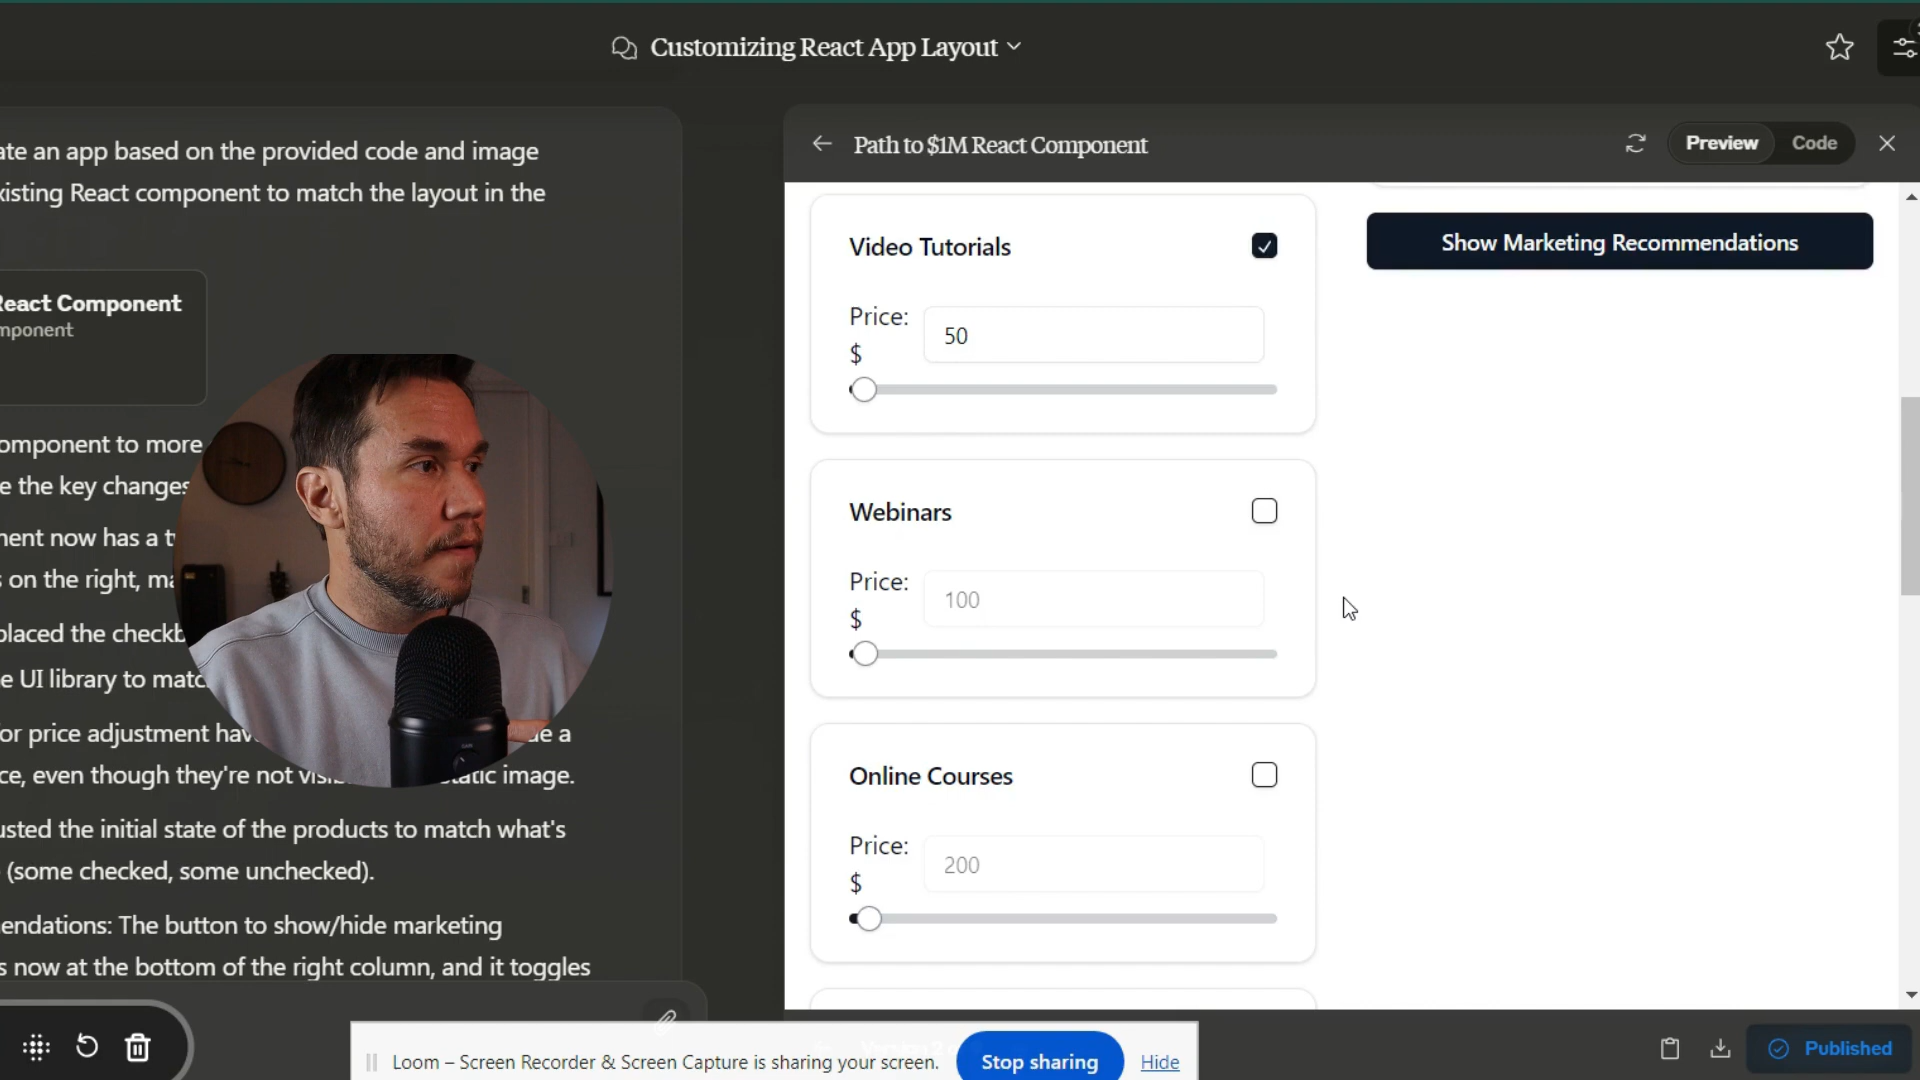 Customizing React App Layout
ate an app based on the provided code and image
xisting React component to match the layout in the
React Component
mponent
omponent to more
e the key changes
nent now has a t
s on the right, ma
placed the checkb
e UI library to matc
or price adjustment hav
de a
ce, even though they're not vis
static image.
usted the initial state of the products to match what's
(some checked, some unchecked).
endations: The button to show/hide marketing
s now at the bottom of the right column, and it toggles
Path to $1M React Component
Preview
Code
Video Tutorials
Price:
$
50
Show Marketing Recommendations
Webinars
Price:
$
100
Online Courses
Price:
$
200
Loom – Screen Recorder & Screen Capture is sharing your screen.
Stop sharing
Hide
Published